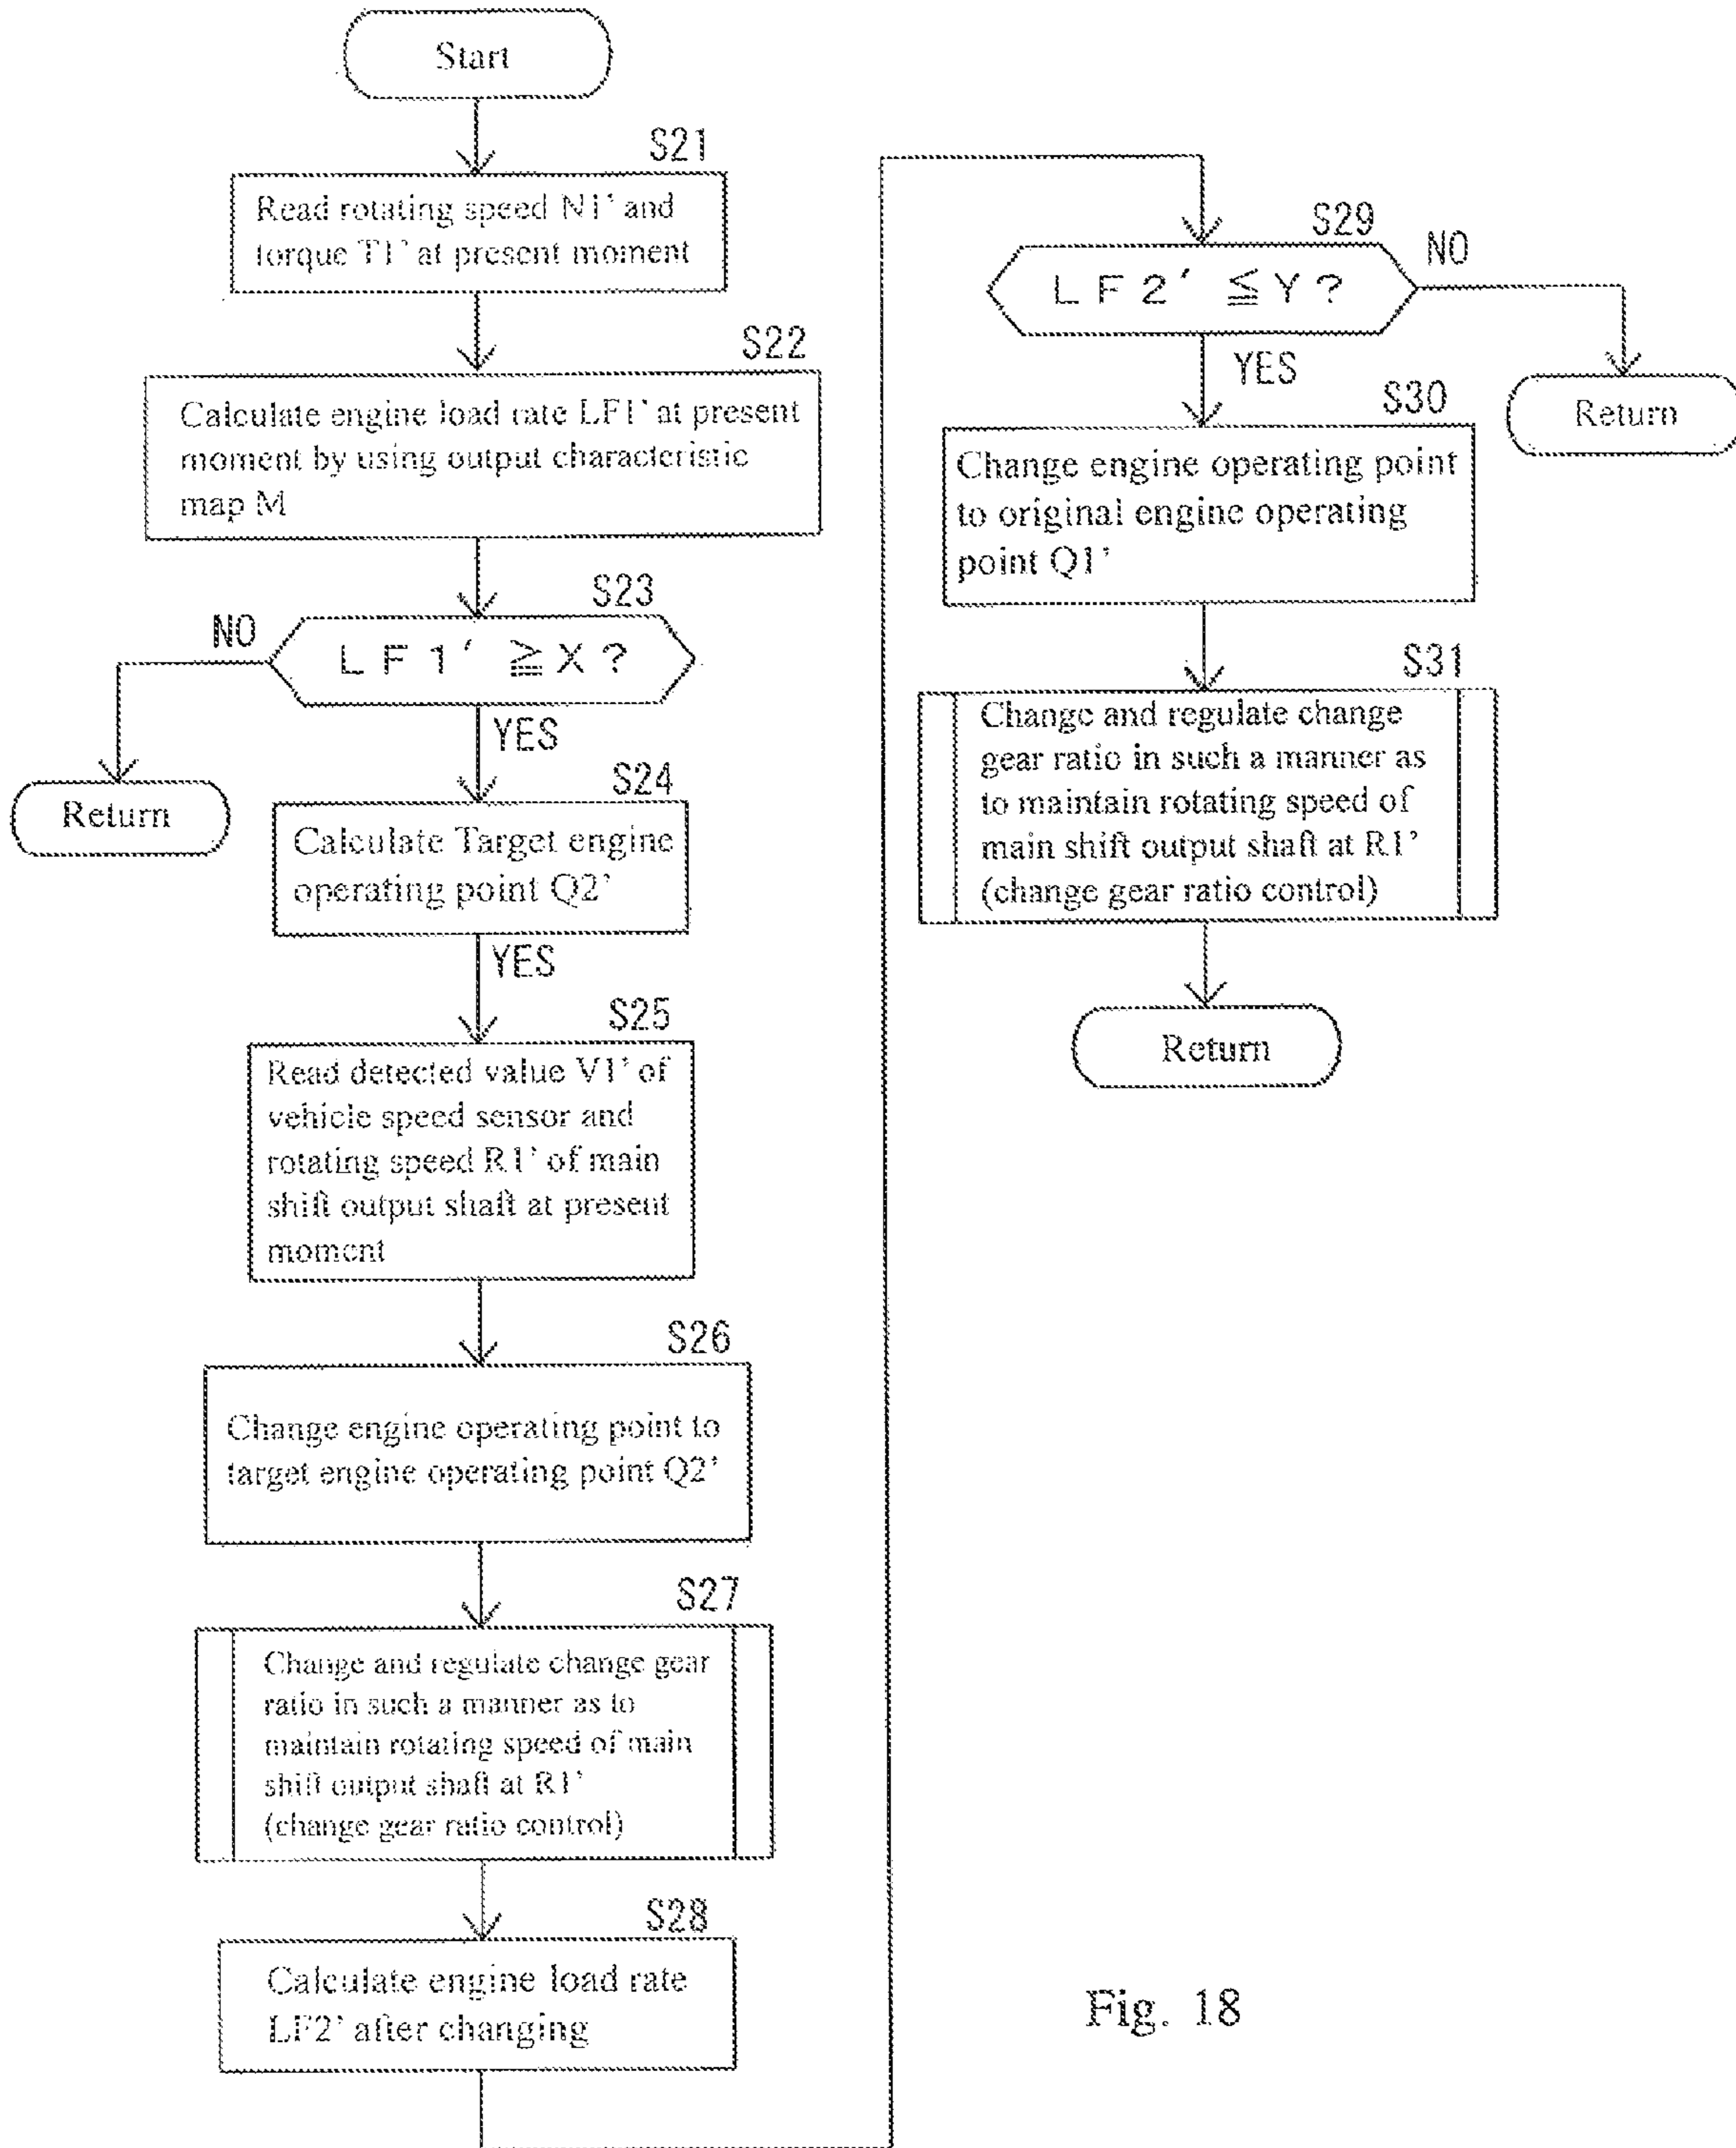 Start
S21
Read rotating speed N1' and
torque T1' at present moment
S22
Calculate engine load rate LF1' at present
moment by using output characteristic
map M
S23
NO
LF1' ≧X?
YES
Return
S24
Calculate Target engine
operating point Q2'
YES
S25
Read detected value V1' of
vehicle speed sensor and
rotating speed R1' of main
shift output shaft at present
moment
S26
Change engine operating point to
target engine operating point Q2'
S27
Change and regulate change gear
ratio in such a manner as to
maintain rotating speed of main
shift output shaft at R1'
(change gear ratio control)
S28
Calculate engine load rate
LF2' after changing
S29
NO
LF2' ≦Y?
YES
Return
S30
Change engine operating point
to original engine operating
point Q1'
S31
Change and regulate change
gear ratio in such a manner as
to maintain rotating speed of
main shift output shaft at R1'
(change gear ratio control)
Return
Fig. 18